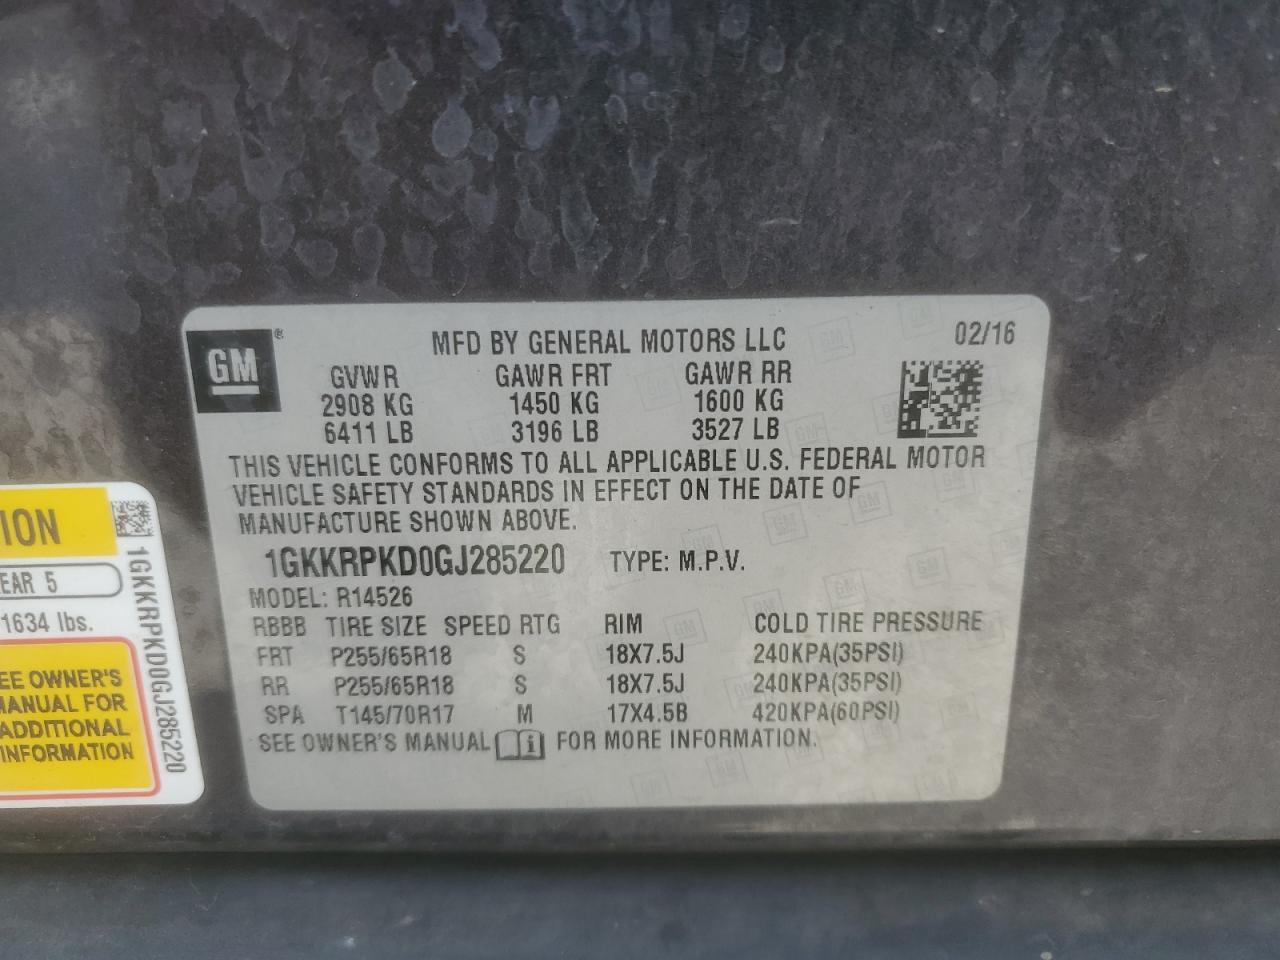 GM ®
MFD BY GENERAL MOTORS LLC 02/16
GVWR GAWR FRT GAWR RR
2908 KG 1450 KG 1600 KG
6411 LB 3196 LB 3527 LB
THIS VEHICLE CONFORMS TO ALL APPLICABLE U.S. FEDERAL MOTOR
VEHICLE SAFETY STANDARDS IN EFFECT ON THE DATE OF
MANUFACTURE SHOWN ABOVE.
1GKKRPKD0GJ285220 TYPE: M.P.V.
MODEL: R14526
RBBB TIRE SIZE SPEED RTG RIM COLD TIRE PRESSURE
FRT P255/65R18 S 18X7.5J 240KPA(35PSI)
RR P255/65R18 S 18X7.5J 240KPA(35PSI)
SPA T145/70R17 M 17X4.5B 420KPA(60PSI)
SEE OWNER'S MANUAL i FOR MORE INFORMATION.
ION
EAR 5
1634 lbs.
EE OWNER'S
MANUAL FOR
ADDITIONAL
INFORMATION
1GKKRPKD0GJ285220